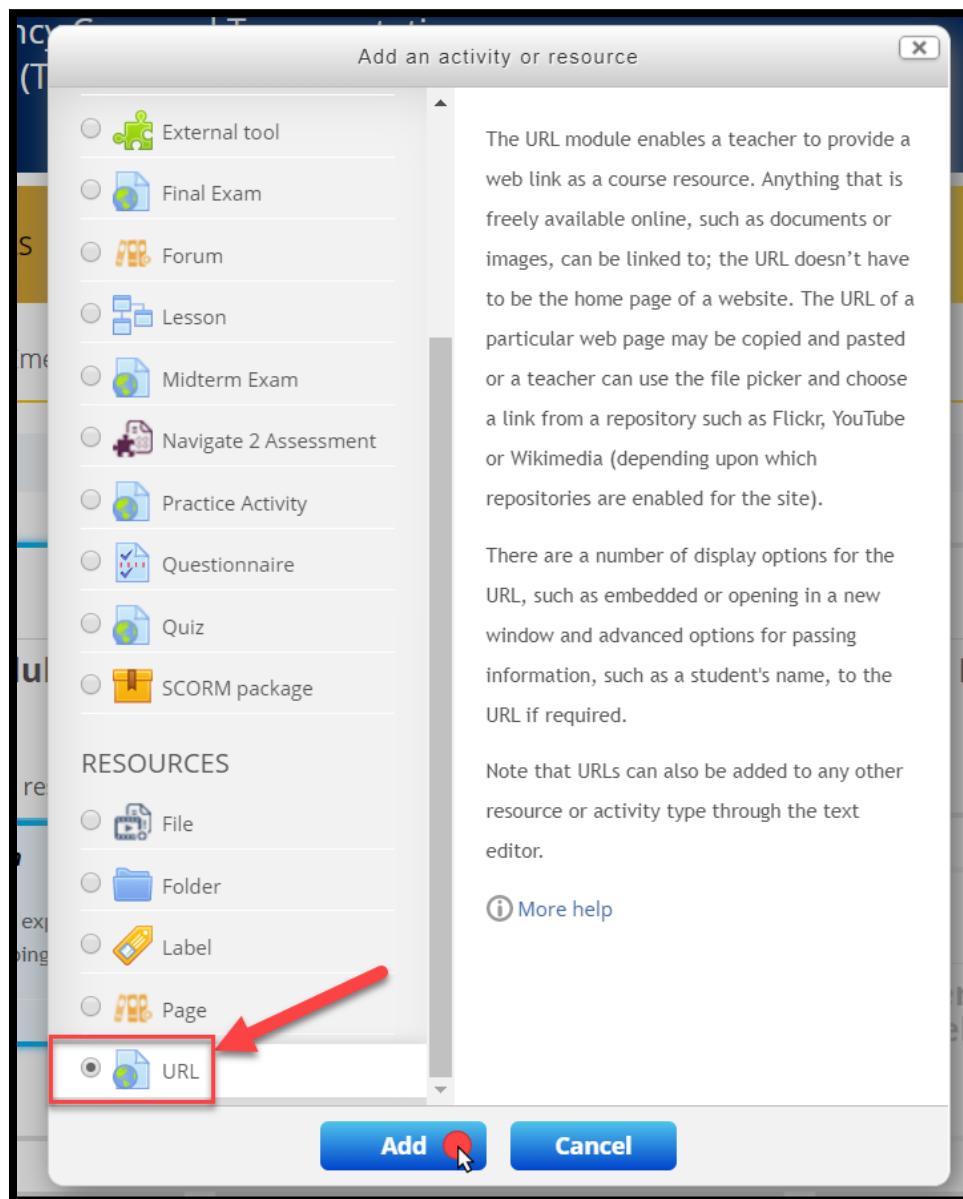 Add an activity or resource
External tool
Final Exam
Forum
Lesson
Midterm Exam
Navigate 2 Assessment
Practice Activity
Questionnaire
Quiz
SCORM package
RESOURCES
File
Folder
Label
Page
URL
The URL module enables a teacher to provide a
web link as a course resource. Anything that is
freely available online, such as documents or
images, can be linked to; the URL doesn’t have
to be the home page of a website. The URL of a
particular web page may be copied and pasted
or a teacher can use the file picker and choose
a link from a repository such as Flickr, YouTube
or Wikimedia (depending upon which
repositories are enabled for the site).
There are a number of display options for the
URL, such as embedded or opening in a new
window and advanced options for passing
information, such as a student's name, to the
URL if required.
Note that URLs can also be added to any other
resource or activity type through the text
editor.
More help
Add
Cancel